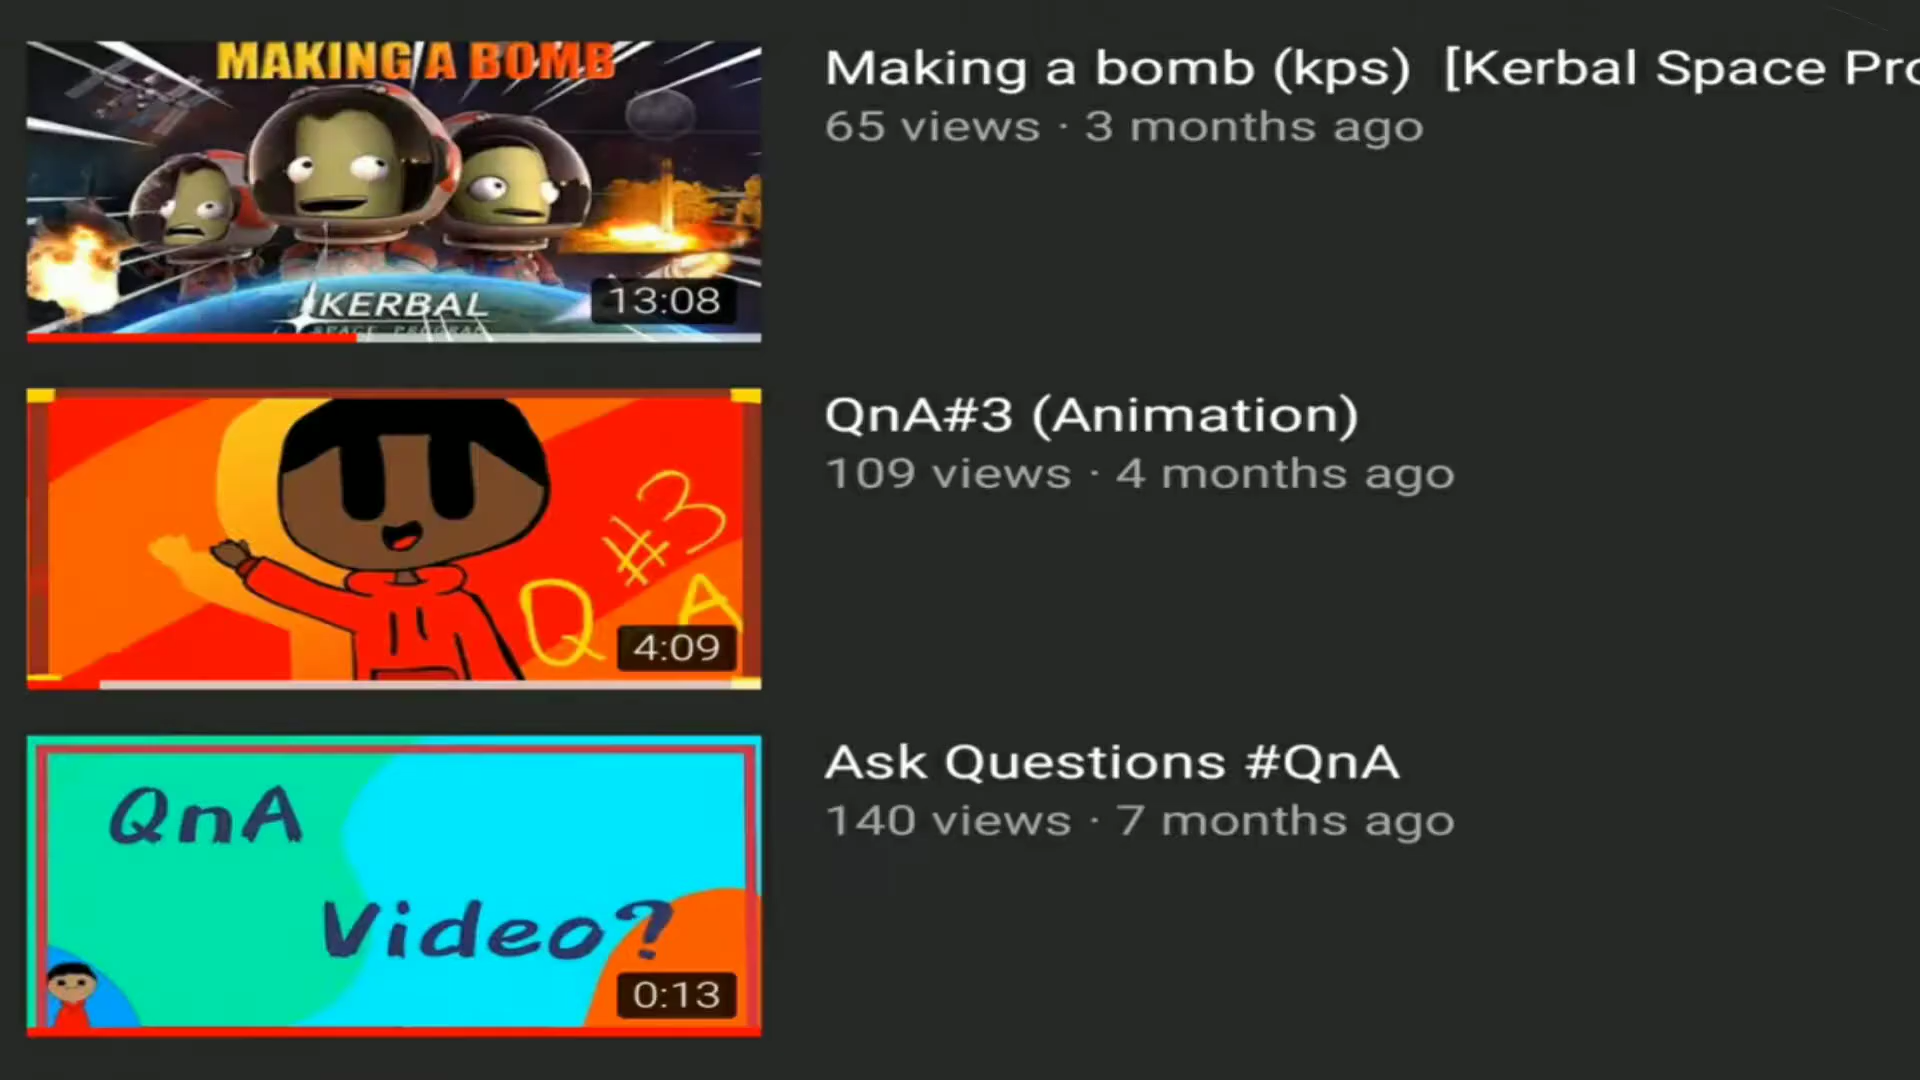 MAKING A BOMB
KERBAL
SPACE PROGRAM
13:08
Making a bomb (kps) [Kerbal Space Pro
65 views · 3 months ago
#3
Q A
4:09
QnA#3 (Animation)
109 views · 4 months ago
QnA
Video?
0:13
Ask Questions #QnA
140 views · 7 months ago